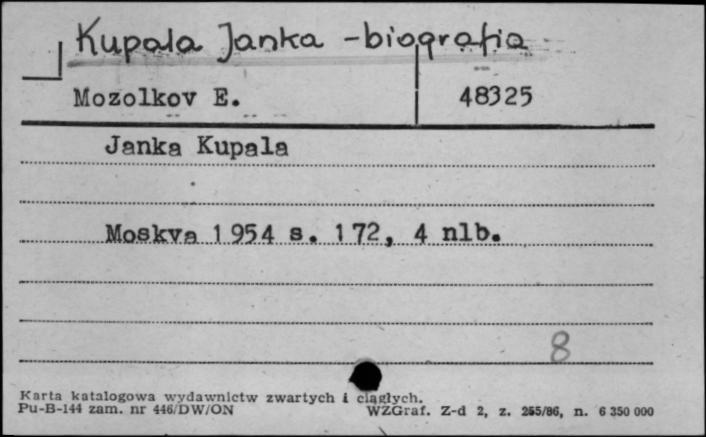 Kupala Janka - biografia
Mozolkov E. 48325
Janka Kupala
Moskva 1954 s. 172, 4 nlb.
8
Karta katalogowa wydawnictw zwartych i ciągłych.
Pu-B-144 zam. nr 446/DW/ON WZGraf. Z-d 2, z. 255/86, n. 6 350 000